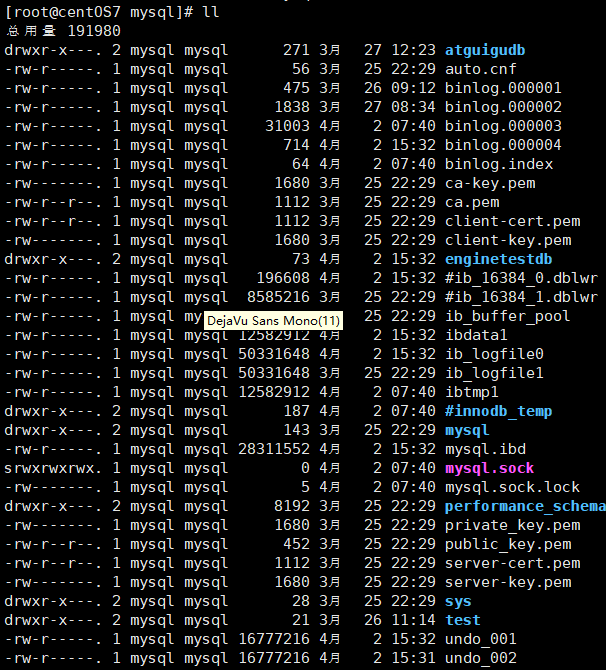 [root@centOS7 mysql]# ll
总用量 191980
drwxr-x---. 2 mysql mysql 271 3月 27 12:23 atguigudb
-rw-r-----. 1 mysql mysql 56 3月 25 22:29 auto.cnf
-rw-r-----. 1 mysql mysql 475 3月 26 09:12 binlog.000001
-rw-r-----. 1 mysql mysql 1838 3月 27 08:34 binlog.000002
-rw-r-----. 1 mysql mysql 31003 4月 2 07:40 binlog.000003
-rw-r-----. 1 mysql mysql 714 4月 2 15:32 binlog.000004
-rw-r-----. 1 mysql mysql 64 4月 2 07:40 binlog.index
-rw-------. 1 mysql mysql 1680 3月 25 22:29 ca-key.pem
-rw-r--r--. 1 mysql mysql 1112 3月 25 22:29 ca.pem
-rw-r--r--. 1 mysql mysql 1112 3月 25 22:29 client-cert.pem
-rw-------. 1 mysql mysql 1680 3月 25 22:29 client-key.pem
drwxr-x---. 2 mysql mysql 73 4月 2 15:32 enginetestdb
-rw-r-----. 1 mysql mysql 196608 4月 2 15:32 #ib_16384_0.dblwr
-rw-r-----. 1 mysql mysql 8585216 3月 25 22:29 #ib_16384_1.dblwr
-rw-r-----. 1 mysql my DejaVu Sans Mono(11) 25 22:29 ib_buffer_pool
-rw-r-----. 1 mysql mysql 12582912 4月 2 15:32 ibdata1
-rw-r-----. 1 mysql mysql 50331648 4月 2 15:32 ib_logfile0
-rw-r-----. 1 mysql mysql 50331648 3月 25 22:29 ib_logfile1
-rw-r-----. 1 mysql mysql 12582912 4月 2 07:40 ibtmp1
drwxr-x---. 2 mysql mysql 187 4月 2 07:40 #innodb_temp
drwxr-x---. 2 mysql mysql 143 3月 25 22:29 mysql
-rw-r-----. 1 mysql mysql 28311552 4月 2 15:32 mysql.ibd
srwxrwxrwx. 1 mysql mysql 0 4月 2 07:40 mysql.sock
-rw-------. 1 mysql mysql 5 4月 2 07:40 mysql.sock.lock
drwxr-x---. 2 mysql mysql 8192 3月 25 22:29 performance_schema
-rw-------. 1 mysql mysql 1680 3月 25 22:29 private_key.pem
-rw-r--r--. 1 mysql mysql 452 3月 25 22:29 public_key.pem
-rw-r--r--. 1 mysql mysql 1112 3月 25 22:29 server-cert.pem
-rw-------. 1 mysql mysql 1680 3月 25 22:29 server-key.pem
drwxr-x---. 2 mysql mysql 28 3月 25 22:29 sys
drwxr-x---. 2 mysql mysql 21 3月 26 11:14 test
-rw-r-----. 1 mysql mysql 16777216 4月 2 15:32 undo_001
-rw-r-----. 1 mysql mysql 16777216 4月 2 15:31 undo_002